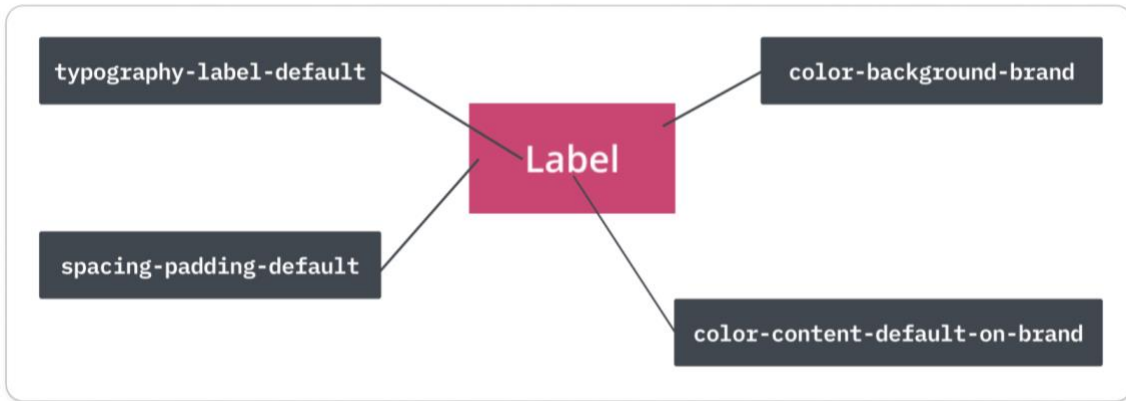 typography-label-default
color-background-brand
Label
spacing-padding-default
color-content-default-on-brand